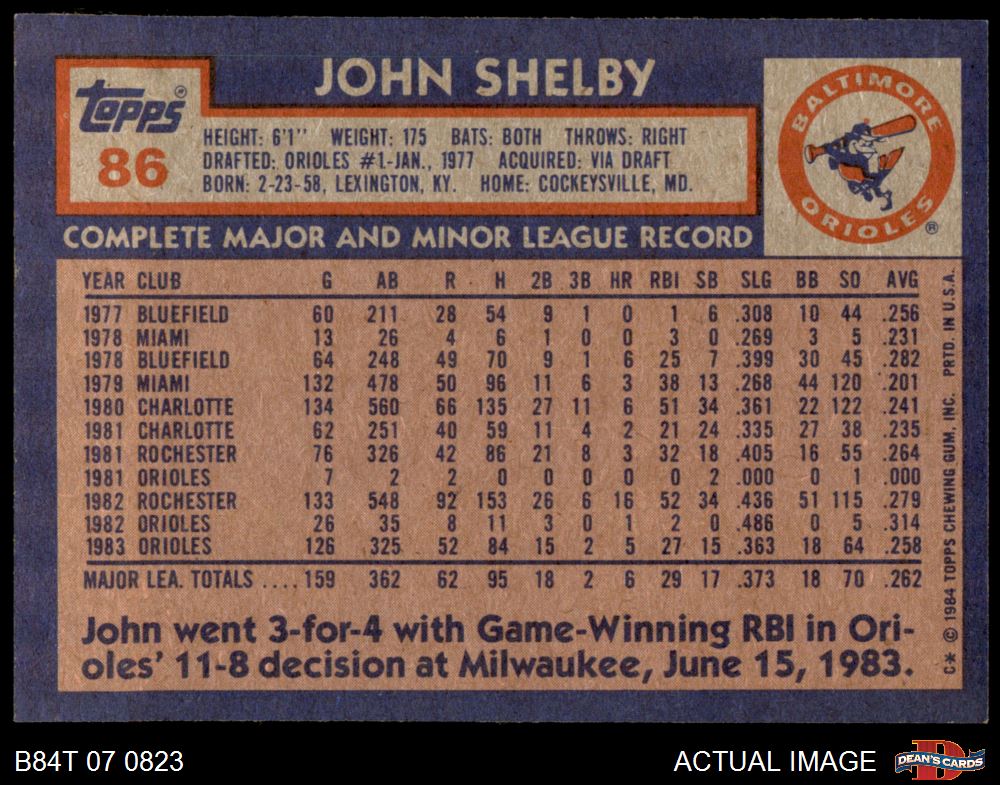 JOHN SHELBY
Topps®
86
HEIGHT: 6'1'' WEIGHT: 175 BATS: BOTH THROWS: RIGHT
DRAFTED: ORIOLES #1-JAN., 1977 ACQUIRED: VIA DRAFT
BORN: 2-23-58, LEXINGTON, KY. HOME: COCKEYSVILLE, MD.
BALTIMORE
ORIOLES®
COMPLETE MAJOR AND MINOR LEAGUE RECORD
YEAR CLUB G AB R H 2B 3B HR RBI SB SLG BB SO AVG
1977 BLUEFIELD 60 211 28 54 9 1 0 1 6 .308 10 44 .256
1978 MIAMI 13 26 4 6 1 0 0 3 0 .269 3 5 .231
1978 BLUEFIELD 64 248 49 70 9 1 6 25 7 .399 30 45 .282
1979 MIAMI 132 478 50 96 11 6 3 38 13 .268 44 120 .201
1980 CHARLOTTE 134 560 66 135 27 11 6 51 34 .361 22 122 .241
1981 CHARLOTTE 62 251 40 59 11 4 2 21 24 .335 27 38 .235
1981 ROCHESTER 76 326 42 86 21 8 3 32 18 .405 16 55 .264
1981 ORIOLES 7 2 2 0 0 0 0 0 2 .000 0 1 .000
1982 ROCHESTER 133 548 92 153 26 6 16 52 34 .436 51 115 .279
1982 ORIOLES 26 35 8 11 3 0 1 2 0 .486 0 5 .314
1983 ORIOLES 126 325 52 84 15 2 5 27 15 .363 18 64 .258
MAJOR LEA. TOTALS .... 159 362 62 95 18 2 6 29 17 .373 18 70 .262
John went 3-for-4 with Game-Winning RBI in Ori-
oles' 11-8 decision at Milwaukee, June 15, 1983.
C* © 1984 TOPPS CHEWING GUM, INC. PRTD. IN U.S.A.
B84T 07 0823
ACTUAL IMAGE
D
DEAN'S CARDS